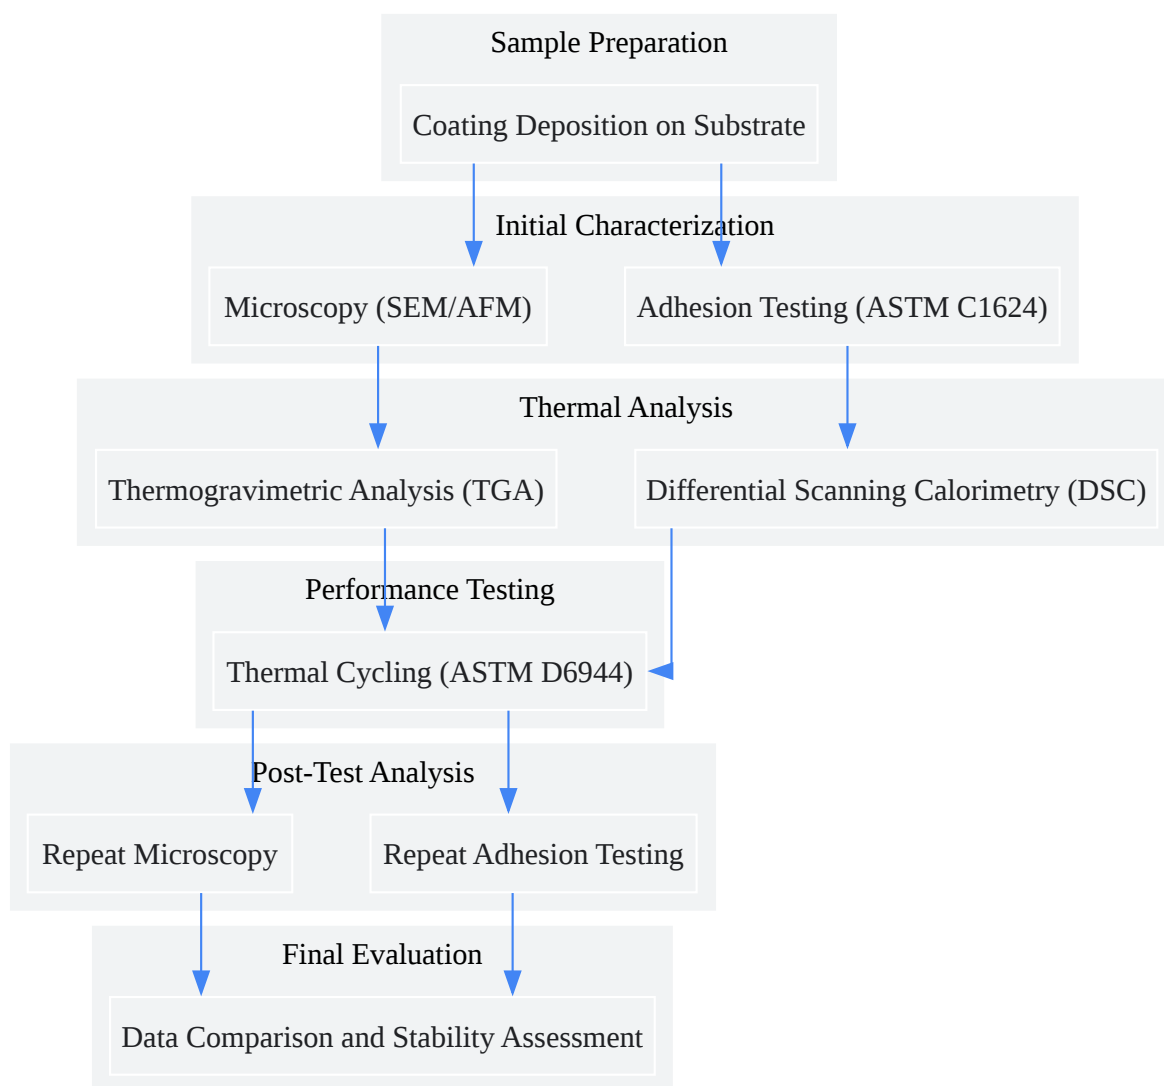 Sample Preparation
Coating Deposition on Substrate
Initial Characterization
Microscopy (SEM/AFM)
Adhesion Testing (ASTM C1624)
Thermal Analysis
Thermogravimetric Analysis (TGA)
Differential Scanning Calorimetry (DSC)
Performance Testing
Thermal Cycling (ASTM D6944)
Post-Test Analysis
Repeat Microscopy
Repeat Adhesion Testing
Final Evaluation
Data Comparison and Stability Assessment